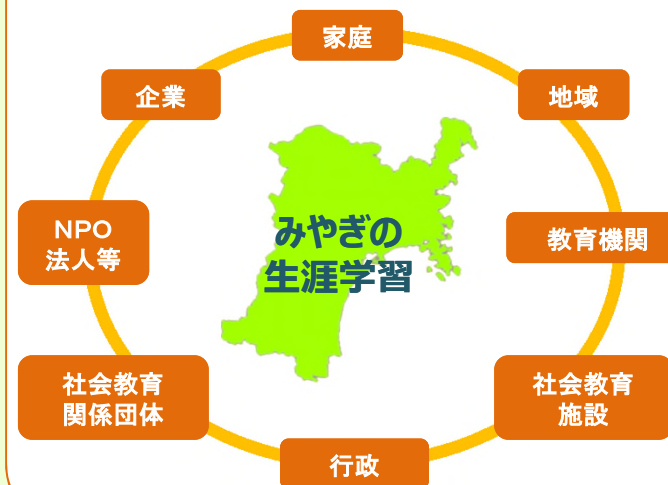 家庭
企業
地域
NPO
法人等
みやぎの
生涯学習
教育機関
社会教育
関係団体
社会教育
施設
行政